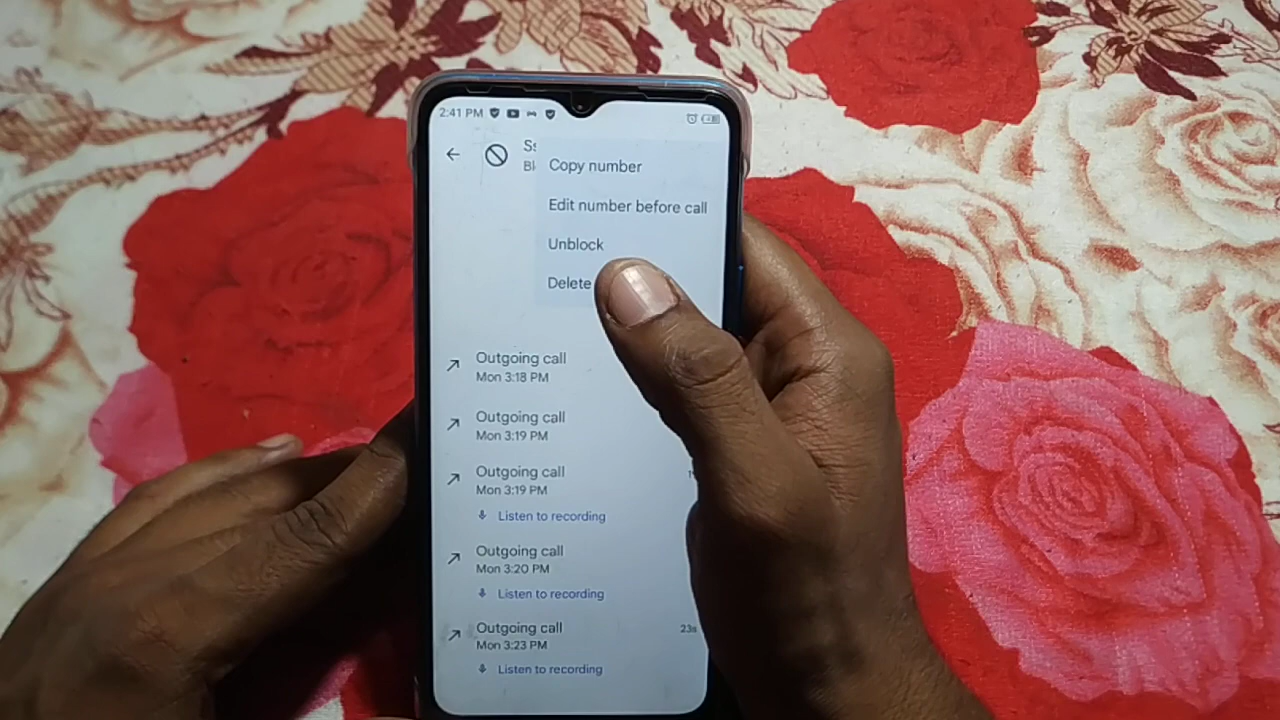 2:41 PM
Copy number
Edit number before call
Unblock
Delete
Outgoing call
Mon 3:18 PM
Outgoing call
Mon 3:19 PM
Outgoing call
Mon 3:19 PM
Listen to recording
Outgoing call
Mon 3:20 PM
Listen to recording
Outgoing call
23s
Mon 3:23 PM
Listen to recording